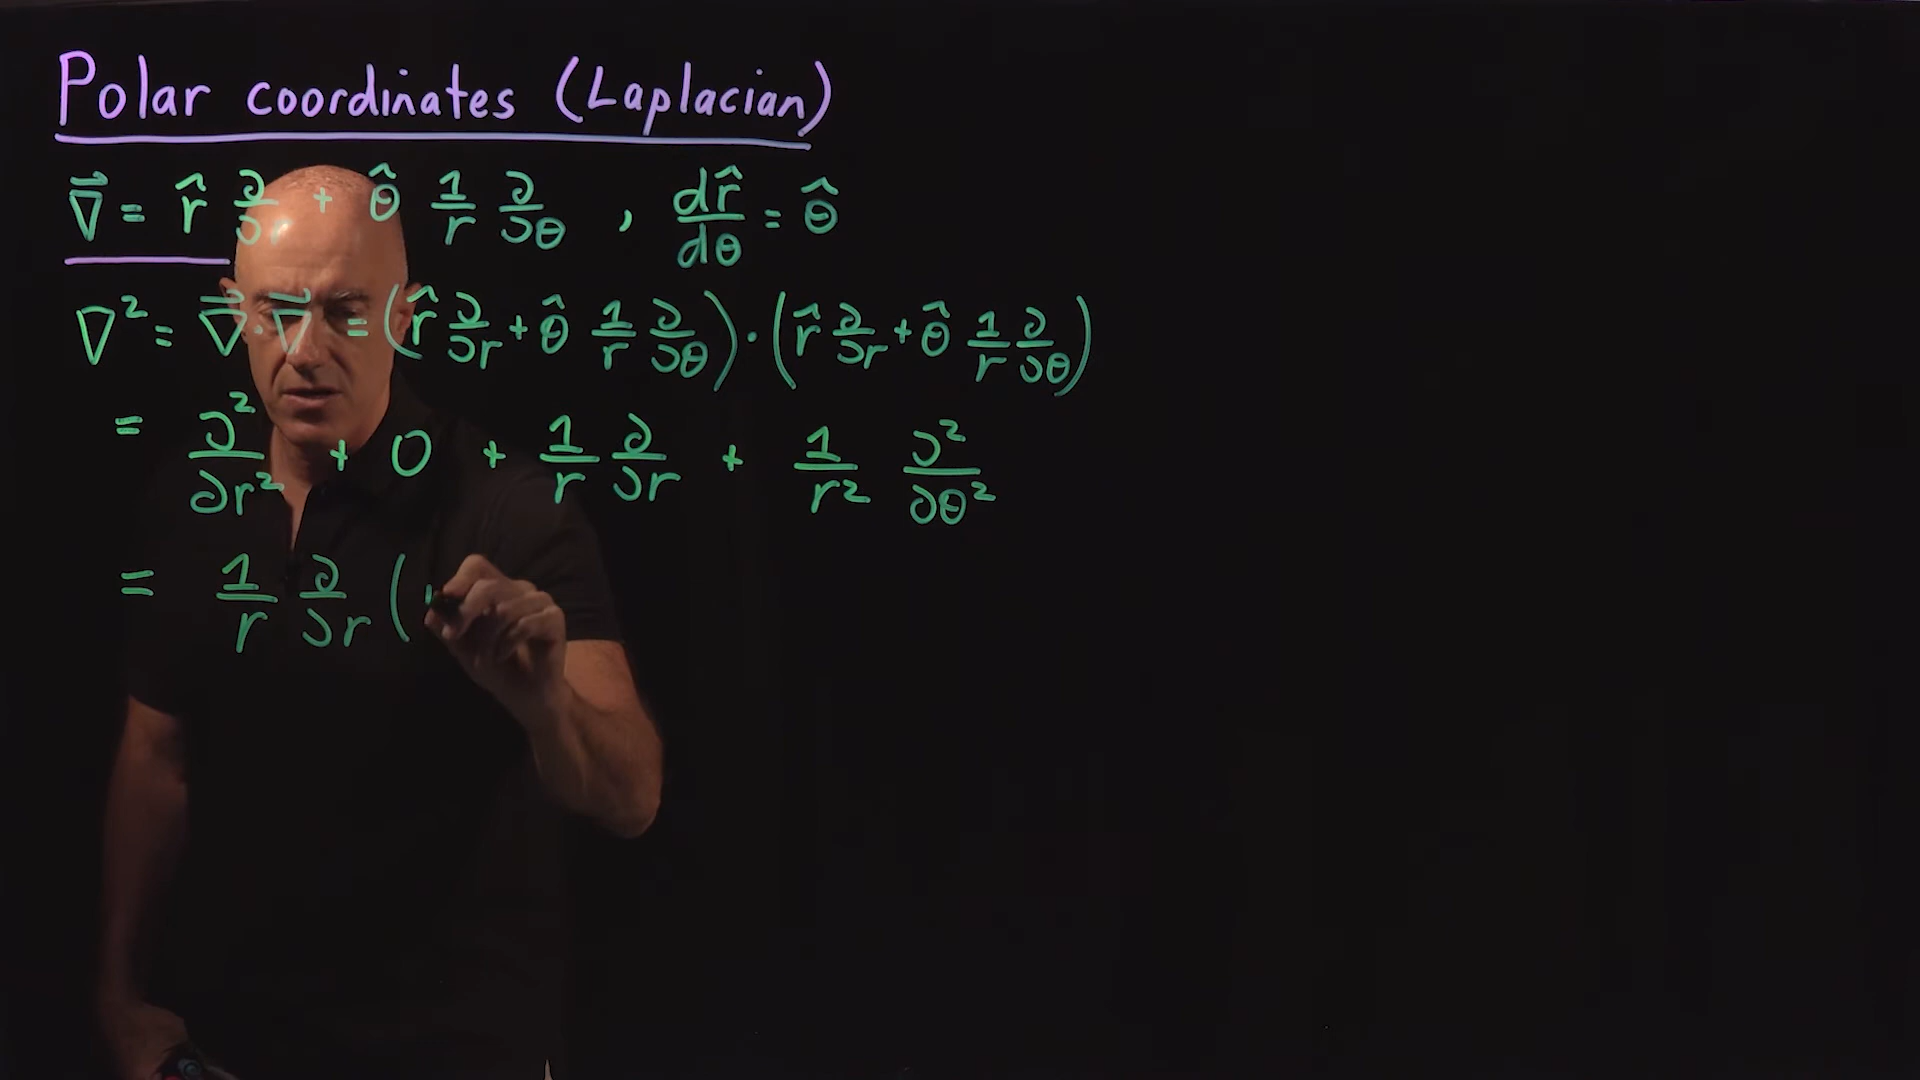 Polar coordinates (Laplacian)
∇⃗ = r̂ ∂/∂r + θ̂ 1/r ∂/∂θ , dr̂/dθ = θ̂
∇² = ∇⃗·∇⃗ = (r̂ ∂/∂r + θ̂ 1/r ∂/∂θ)·(r̂ ∂/∂r + θ̂ 1/r ∂/∂θ)
= ∂²/∂r² + 0 + 1/r ∂/∂r + 1/r² ∂²/∂θ²
= 1/r ∂/∂r (